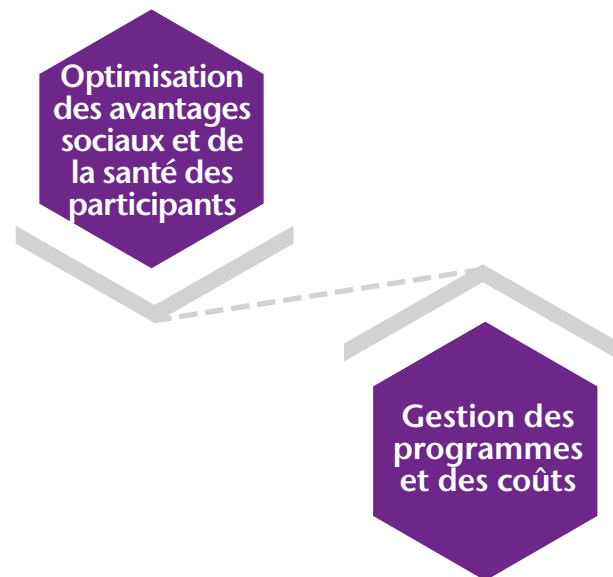 Optimisation
des avantages
sociaux et de
la santé des
participants
Gestion des
programmes
et des coûts